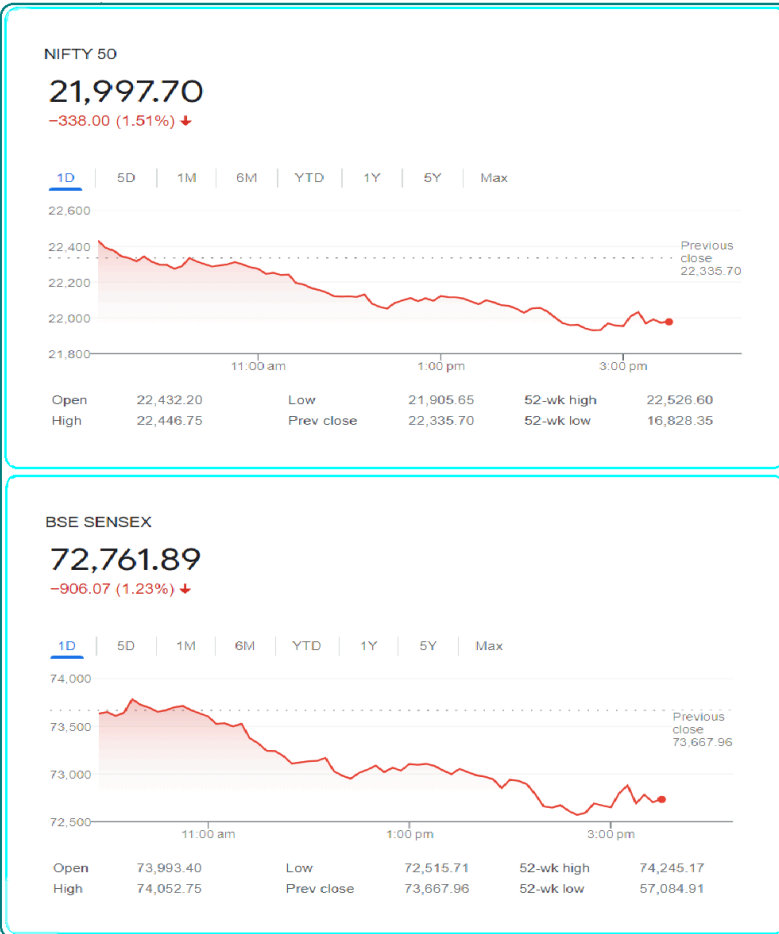 NIFTY 50
21,997.70
−338.00 (1.51%) ↓
1D 5D 1M 6M YTD 1Y 5Y Max
22,600
22,400
22,200
22,000
21,800
Previous
close
22,335.70
11:00 am 1:00 pm 3:00 pm
Open 22,432.20 Low 21,905.65 52-wk high 22,526.60
High 22,446.75 Prev close 22,335.70 52-wk low 16,828.35
BSE SENSEX
72,761.89
−906.07 (1.23%) ↓
1D 5D 1M 6M YTD 1Y 5Y Max
74,000
73,500
73,000
72,500
Previous
close
73,667.96
11:00 am 1:00 pm 3:00 pm
Open 73,993.40 Low 72,515.71 52-wk high 74,245.17
High 74,052.75 Prev close 73,667.96 52-wk low 57,084.91